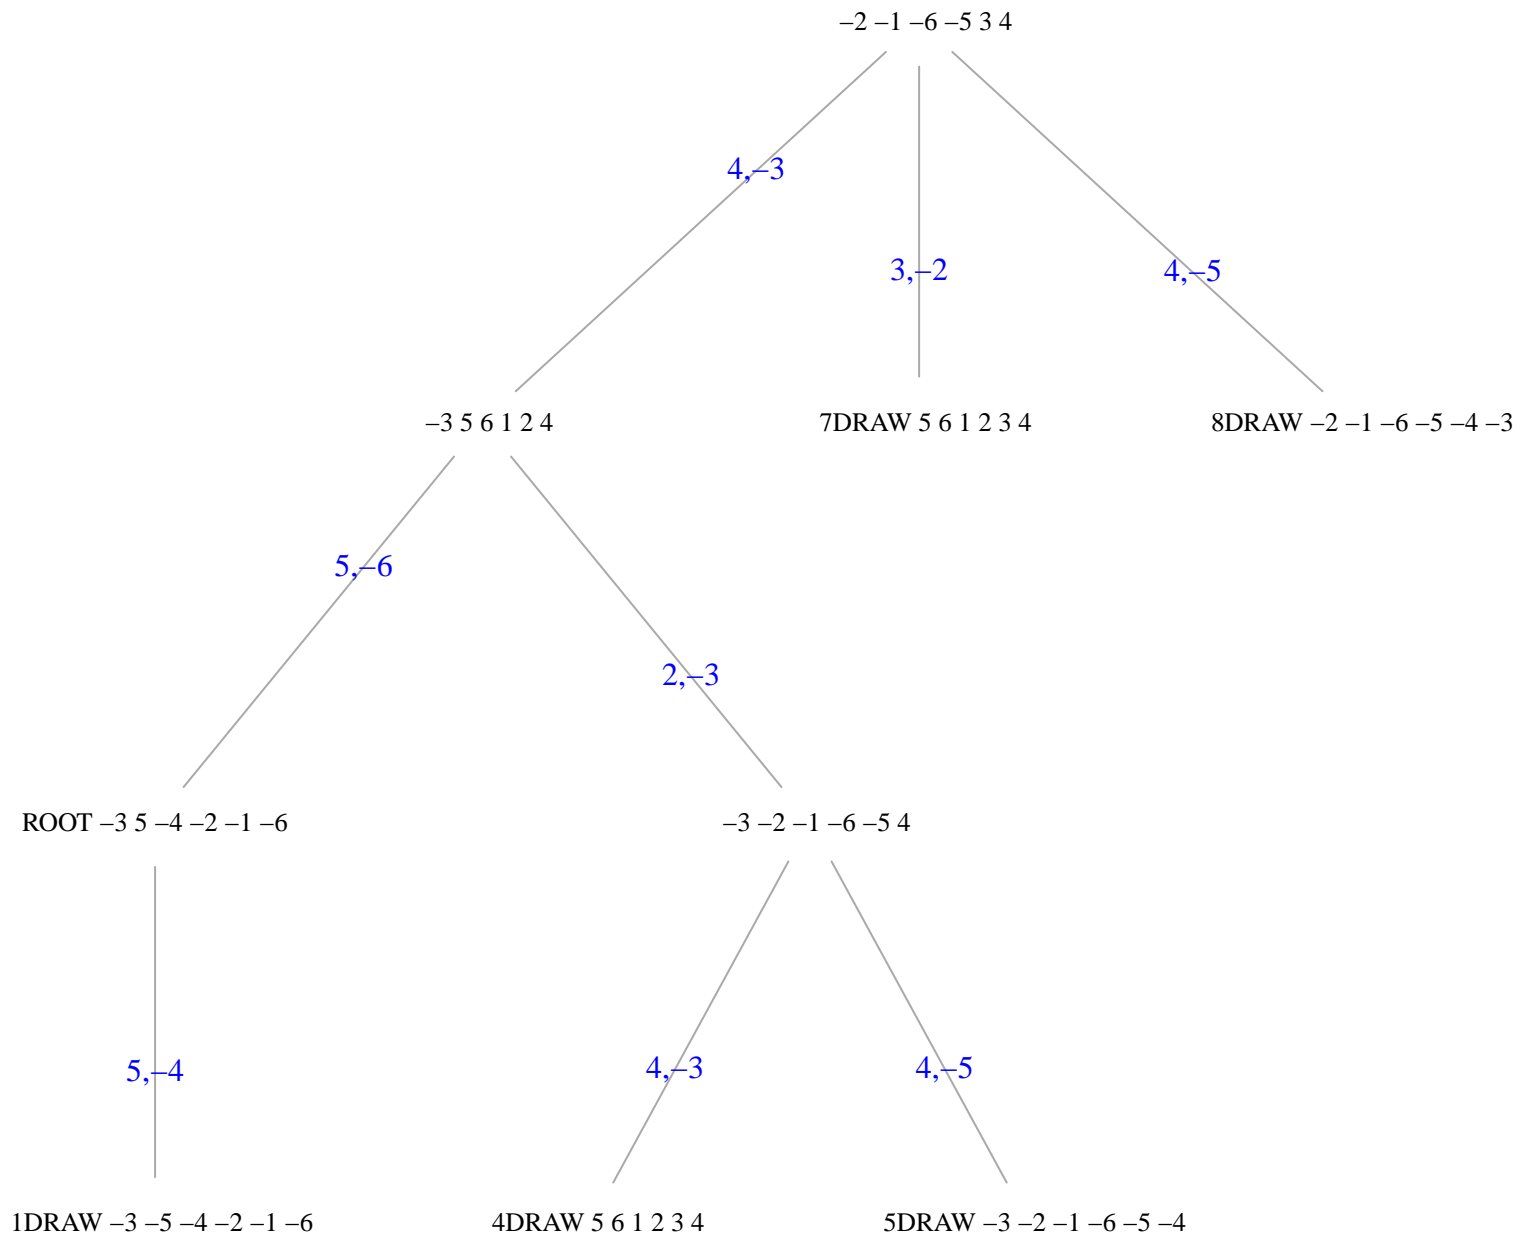 –2 –1 –6 –5 3 4
4,–3
3,–2
4,–5
–3 5 6 1 2 4
7DRAW 5 6 1 2 3 4
8DRAW –2 –1 –6 –5 –4 –3
5,–6
2,–3
ROOT –3 5 –4 –2 –1 –6
–3 –2 –1 –6 –5 4
5,–4
4,–3
4,–5
1DRAW –3 –5 –4 –2 –1 –6
4DRAW 5 6 1 2 3 4
5DRAW –3 –2 –1 –6 –5 –4